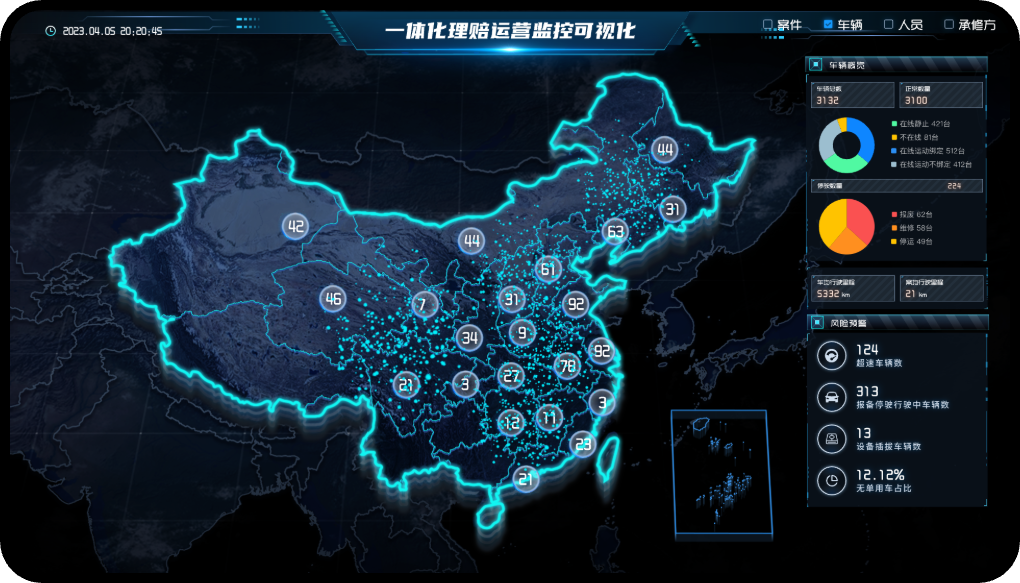 2023.04.05 20:20:45
一体化理赔运营监控可视化
案件 车辆 人员 承修方
车辆概览
车辆总数 正常数量
3132 3100
在线静止 421台
不在线 81台
在线运动绑定 512台
在线运动不绑定 412台
停驶数量 224
报废 62台
维修 58台
停运 49台
车均行驶里程 案均行驶里程
5332 km 21 km
风险预警
124
超速车辆数
313
报备停驶行驶中车辆数
13
设备插拔车辆数
12.12%
无单用车占比
44
31
42
63
44
61
46
7
31
92
9
34
92
78
27
21
3
3
11
12
23
21